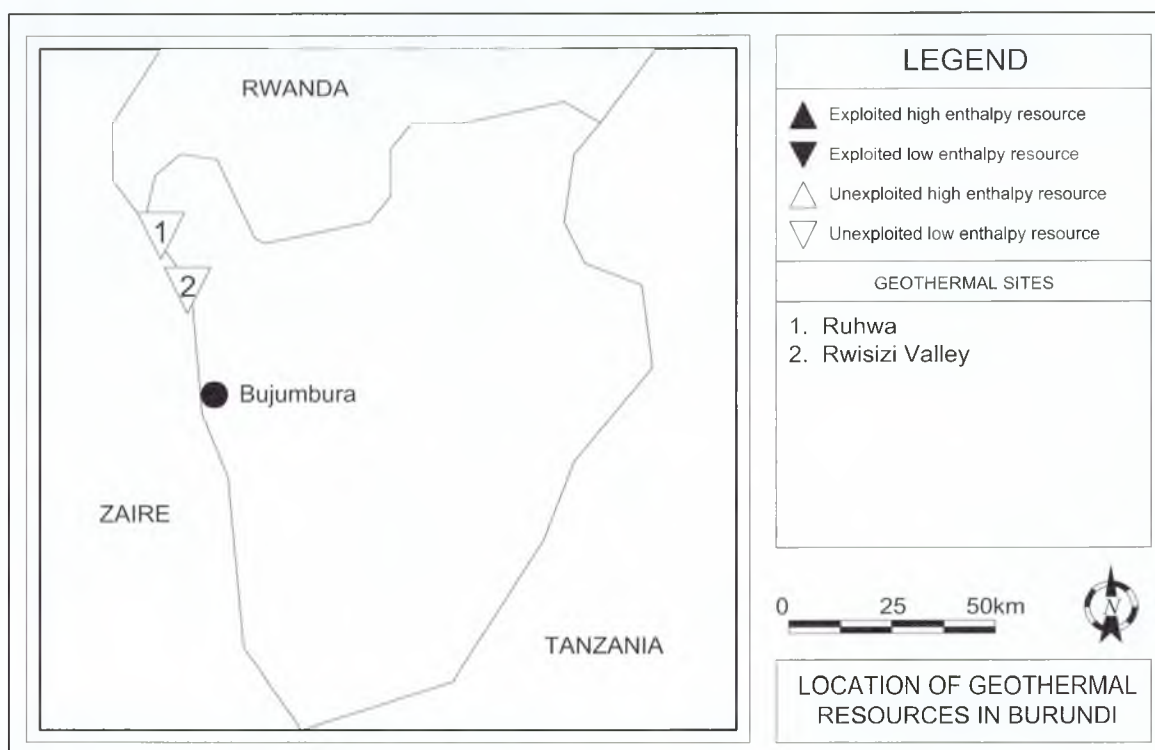 RWANDA
1
2
Bujumbura
ZAIRE
TANZANIA
LEGEND
Exploited high enthalpy resource
Exploited low enthalpy resource
Unexploited high enthalpy resource
Unexploited low enthalpy resource
GEOTHERMAL SITES
1. Ruhwa
2. Rwisizi Valley
0 25 50km
N
LOCATION OF GEOTHERMAL
RESOURCES IN BURUNDI